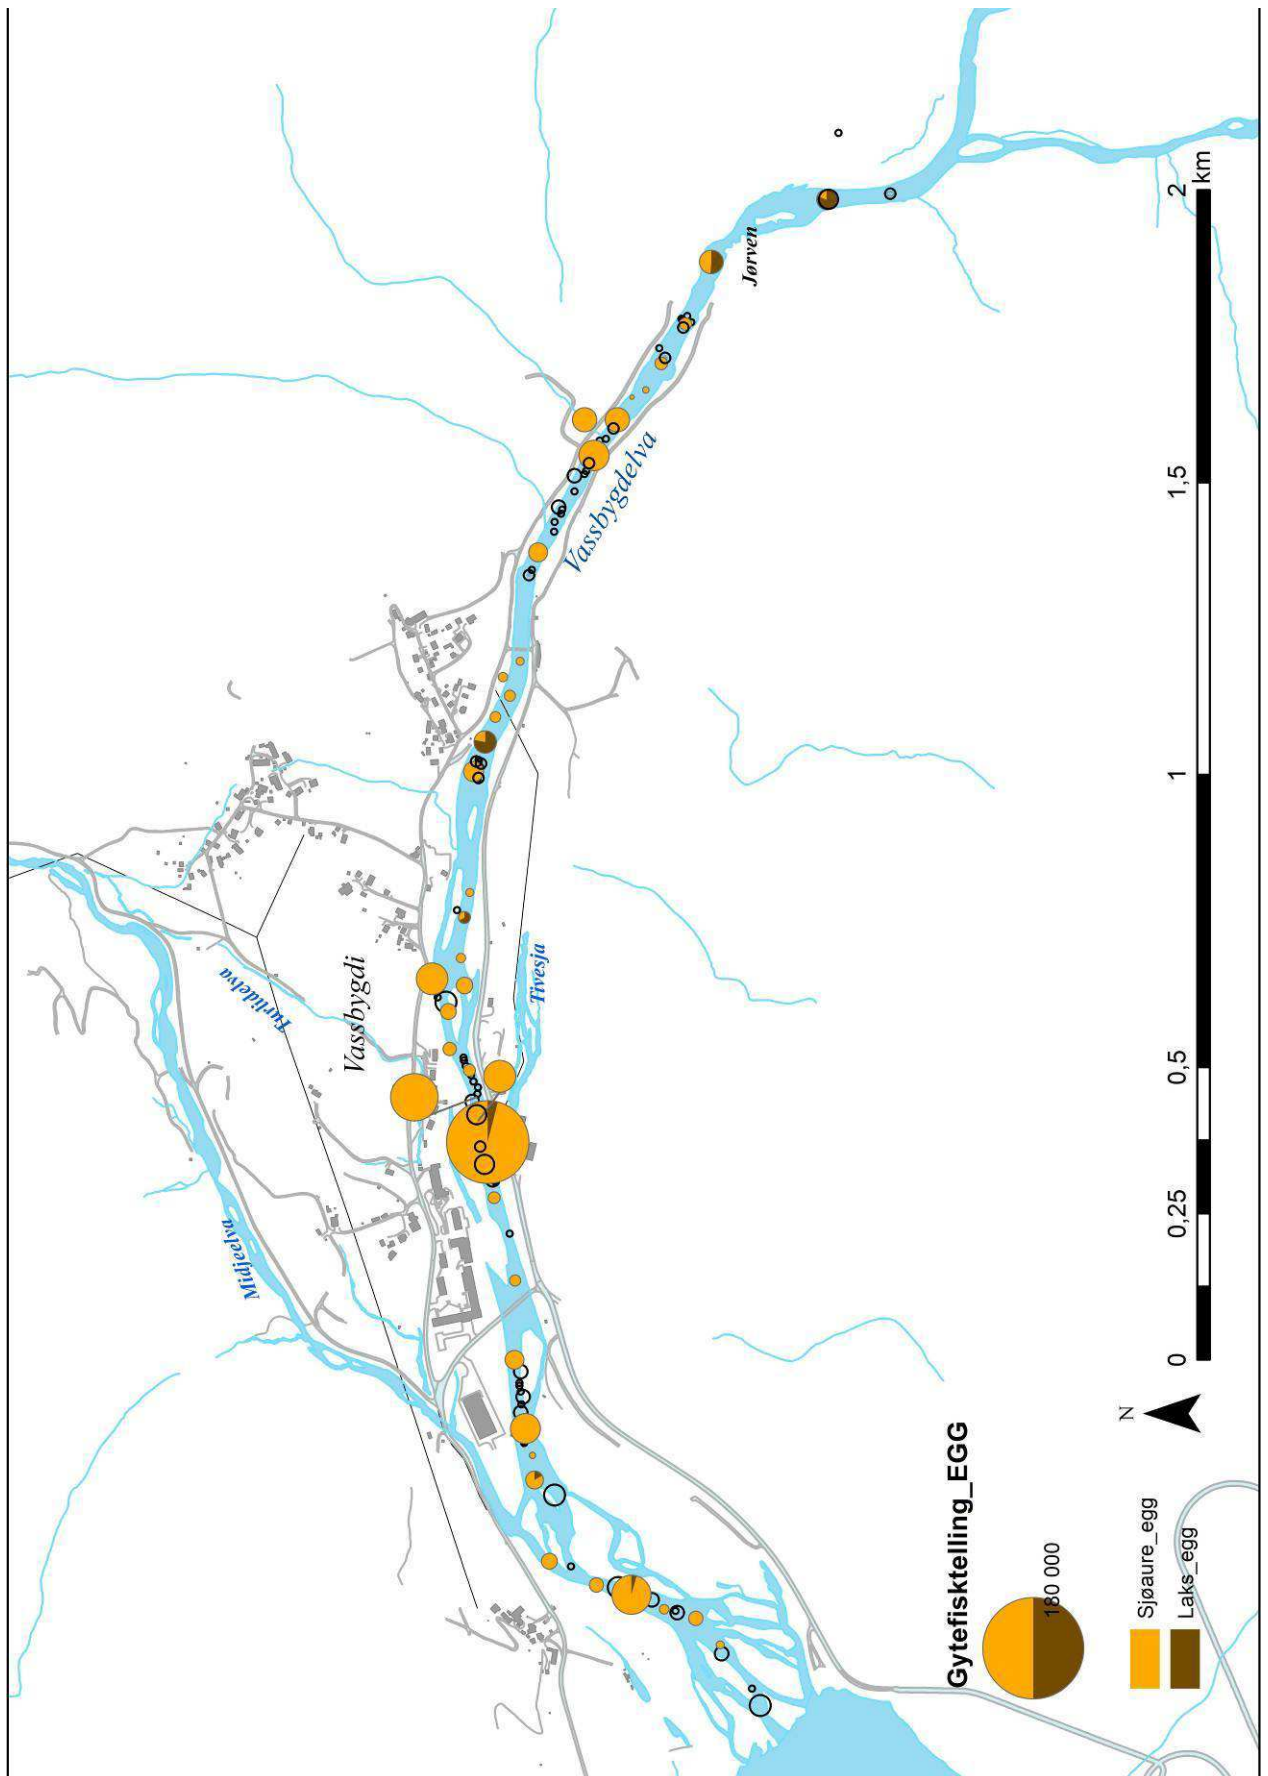 Jørven
Vassbygdelva
Vassbygdi
Turlidelva
Tivesja
Midjeelva
0
0,25
0,5
1
1,5
2
km
N
Gytefisktelling_EGG
180 000
Sjøaure_egg
Laks_egg